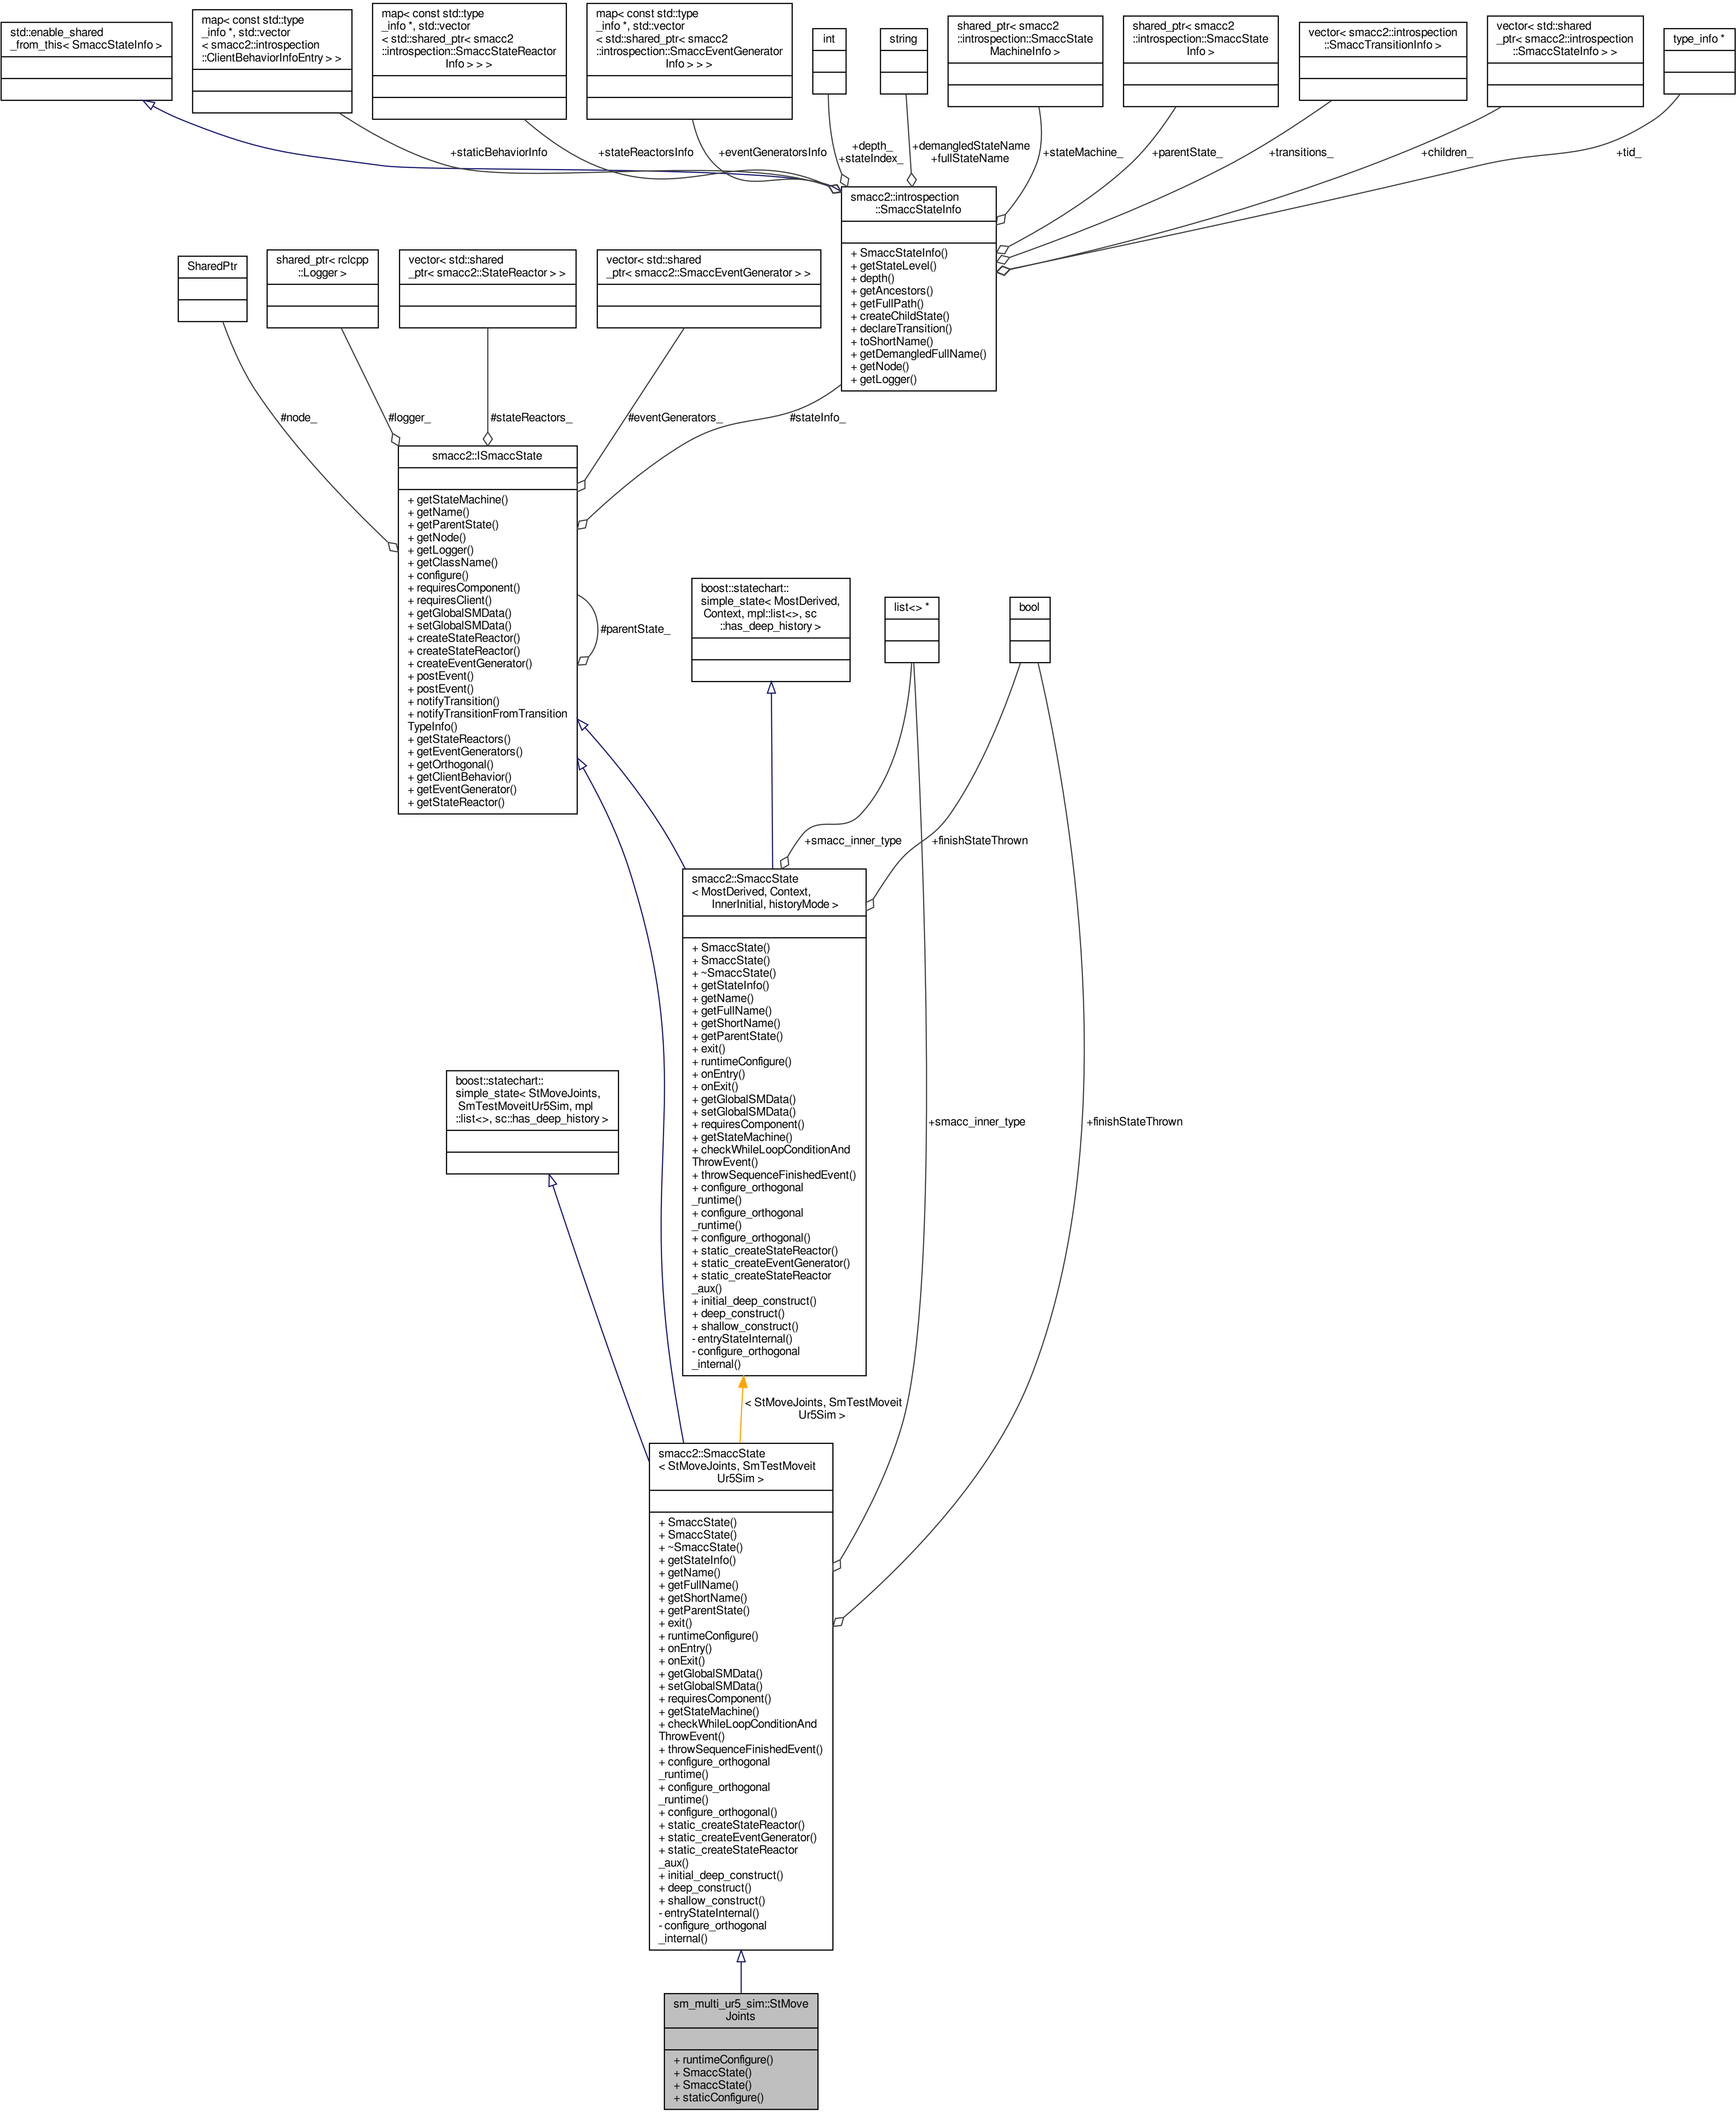 std::enable_shared
_from_this< SmaccStateInfo >
map< const std::type
_info *, std::vector
< smacc2::introspection
::ClientBehaviorInfoEntry > >
map< const std::type
_info *, std::vector
< std::shared_ptr< smacc2
::introspection::SmaccStateReactor
Info > > >
map< const std::type
_info *, std::vector
< std::shared_ptr< smacc2
::introspection::SmaccEventGenerator
Info > > >
int
string
shared_ptr< smacc2
::introspection::SmaccState
MachineInfo >
shared_ptr< smacc2
::introspection::SmaccState
Info >
vector< smacc2::introspection
::SmaccTransitionInfo >
vector< std::shared
_ptr< smacc2::introspection
::SmaccStateInfo > >
type_info *
+staticBehaviorInfo
+stateReactorsInfo
+eventGeneratorsInfo
+depth_
+stateIndex_
+demangledStateName
+fullStateName
+stateMachine_
+parentState_
+transitions_
+children_
+tid_
smacc2::introspection
::SmaccStateInfo
+ SmaccStateInfo()
+ getStateLevel()
+ depth()
+ getAncestors()
+ getFullPath()
+ createChildState()
+ declareTransition()
+ toShortName()
+ getDemangledFullName()
+ getNode()
+ getLogger()
SharedPtr
shared_ptr< rclcpp
::Logger >
vector< std::shared
_ptr< smacc2::StateReactor > >
vector< std::shared
_ptr< smacc2::SmaccEventGenerator > >
#node_
#logger_
#stateReactors_
#eventGenerators_
#stateInfo_
smacc2::ISmaccState
+ getStateMachine()
+ getName()
+ getParentState()
+ getNode()
+ getLogger()
+ getClassName()
+ configure()
+ requiresComponent()
+ requiresClient()
+ getGlobalSMData()
+ setGlobalSMData()
+ createStateReactor()
+ createStateReactor()
+ createEventGenerator()
+ postEvent()
+ postEvent()
+ notifyTransition()
+ notifyTransitionFromTransition
TypeInfo()
+ getStateReactors()
+ getEventGenerators()
+ getOrthogonal()
+ getClientBehavior()
+ getEventGenerator()
+ getStateReactor()
#parentState_
boost::statechart::
simple_state< MostDerived,
Context, mpl::list<>, sc
::has_deep_history >
list<> *
bool
+smacc_inner_type
+finishStateThrown
smacc2::SmaccState
< MostDerived, Context,
InnerInitial, historyMode >
+ SmaccState()
+ SmaccState()
+ ~SmaccState()
+ getStateInfo()
+ getName()
+ getFullName()
+ getShortName()
+ getParentState()
+ exit()
+ runtimeConfigure()
+ onEntry()
+ onExit()
+ getGlobalSMData()
+ setGlobalSMData()
+ requiresComponent()
+ getStateMachine()
+ checkWhileLoopConditionAnd
ThrowEvent()
+ throwSequenceFinishedEvent()
+ configure_orthogonal
_runtime()
+ configure_orthogonal
_runtime()
+ configure_orthogonal()
+ static_createStateReactor()
+ static_createEventGenerator()
+ static_createStateReactor
_aux()
+ initial_deep_construct()
+ deep_construct()
+ shallow_construct()
- entryStateInternal()
- configure_orthogonal
_internal()
boost::statechart::
simple_state< StMoveJoints,
SmTestMoveitUr5Sim, mpl
::list<>, sc::has_deep_history >
+smacc_inner_type
+finishStateThrown
< StMoveJoints, SmTestMoveit
Ur5Sim >
smacc2::SmaccState
< StMoveJoints, SmTestMoveit
Ur5Sim >
+ SmaccState()
+ SmaccState()
+ ~SmaccState()
+ getStateInfo()
+ getName()
+ getFullName()
+ getShortName()
+ getParentState()
+ exit()
+ runtimeConfigure()
+ onEntry()
+ onExit()
+ getGlobalSMData()
+ setGlobalSMData()
+ requiresComponent()
+ getStateMachine()
+ checkWhileLoopConditionAnd
ThrowEvent()
+ throwSequenceFinishedEvent()
+ configure_orthogonal
_runtime()
+ configure_orthogonal
_runtime()
+ configure_orthogonal()
+ static_createStateReactor()
+ static_createEventGenerator()
+ static_createStateReactor
_aux()
+ initial_deep_construct()
+ deep_construct()
+ shallow_construct()
- entryStateInternal()
- configure_orthogonal
_internal()
sm_multi_ur5_sim::StMove
Joints
+ runtimeConfigure()
+ SmaccState()
+ SmaccState()
+ staticConfigure()